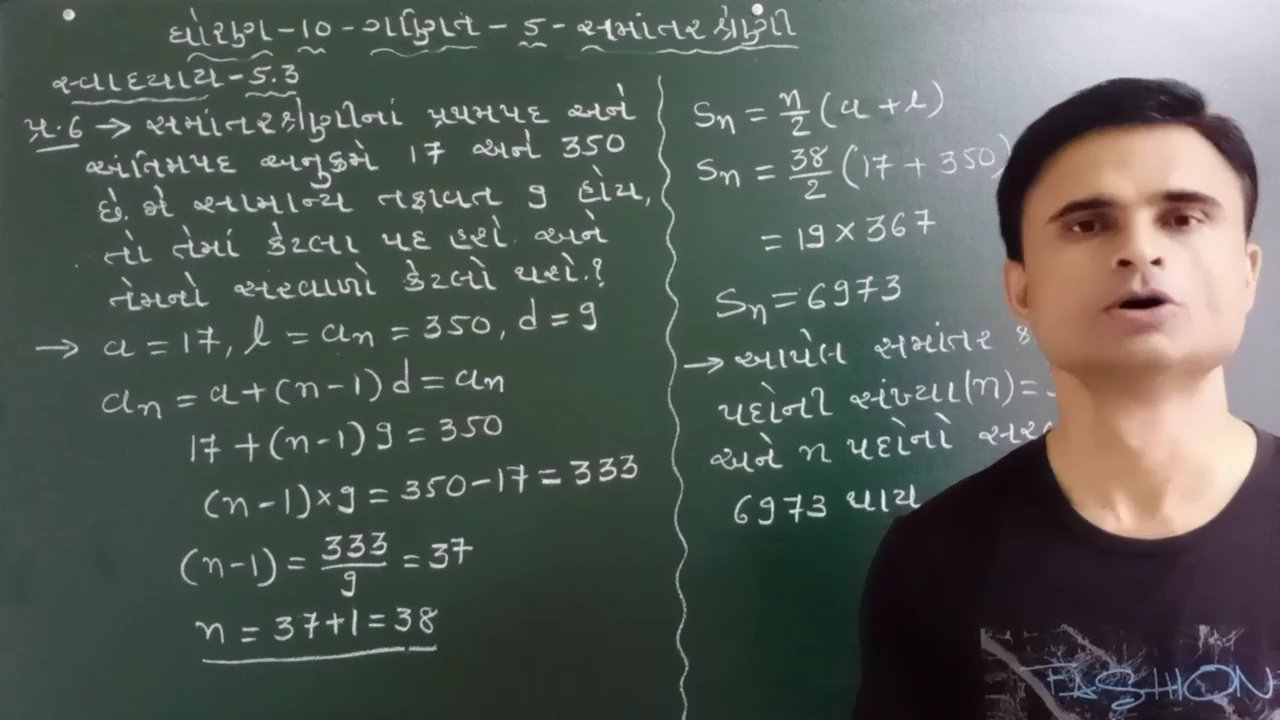 ધોરણ-10-ગણિત-5-સમાંતર શ્રેણી
સ્વાધ્યાય-5.3
પ્ર.6 → સમાંતરશ્રેણીનાં પ્રથમપદ અને
અંતિમપદ અનુક્રમે 17 અને 350
છે. જો સામાન્ય તફાવત 9 હોય,
તો તેમાં કેટલા પદ હશે. અને
તેમનો સરવાળો કેટલો થશે.?
→ a = 17, l = an = 350, d = 9
an = a + (n-1) d = an
17 + (n-1) 9 = 350
(n-1)×9 = 350-17 = 333
(n-1) = 333/9 = 37
n = 37+1 = 38
Sn = n/2 (a + l)
Sn = 38/2 (17 + 350)
= 19 × 367
Sn = 6973
→ આપેલ સમાંતર
પદોની સંખ્યા(n) =
અને n પદોનો
6973 થાય
FASHION